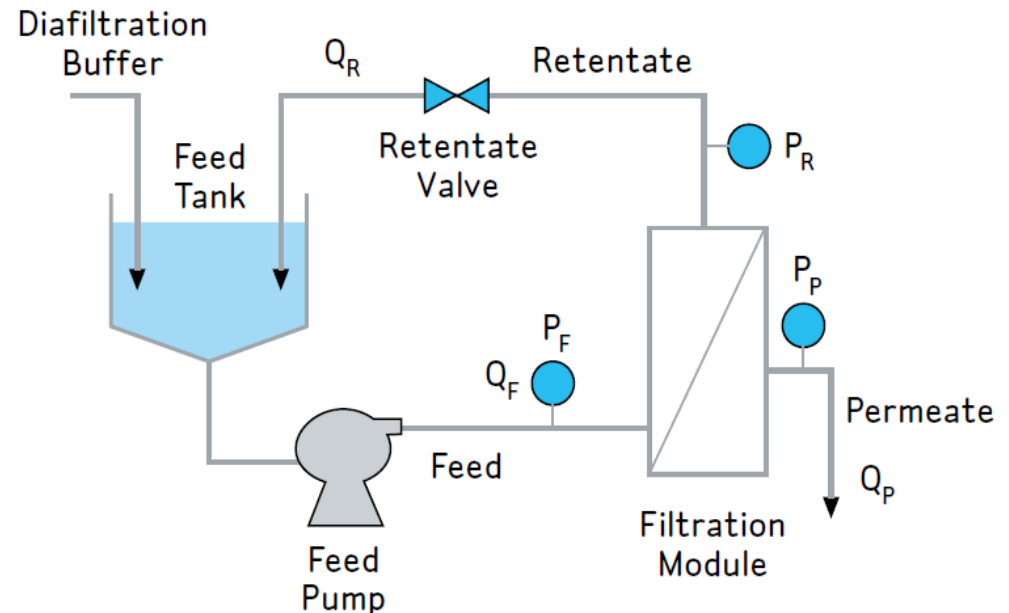 Diafiltration
Buffer
Q_R
Retentate
Retentate
Valve
P_R
Feed
Tank
P_P
P_F
Q_F
Permeate
Feed
Q_P
Filtration
Module
Feed
Pump